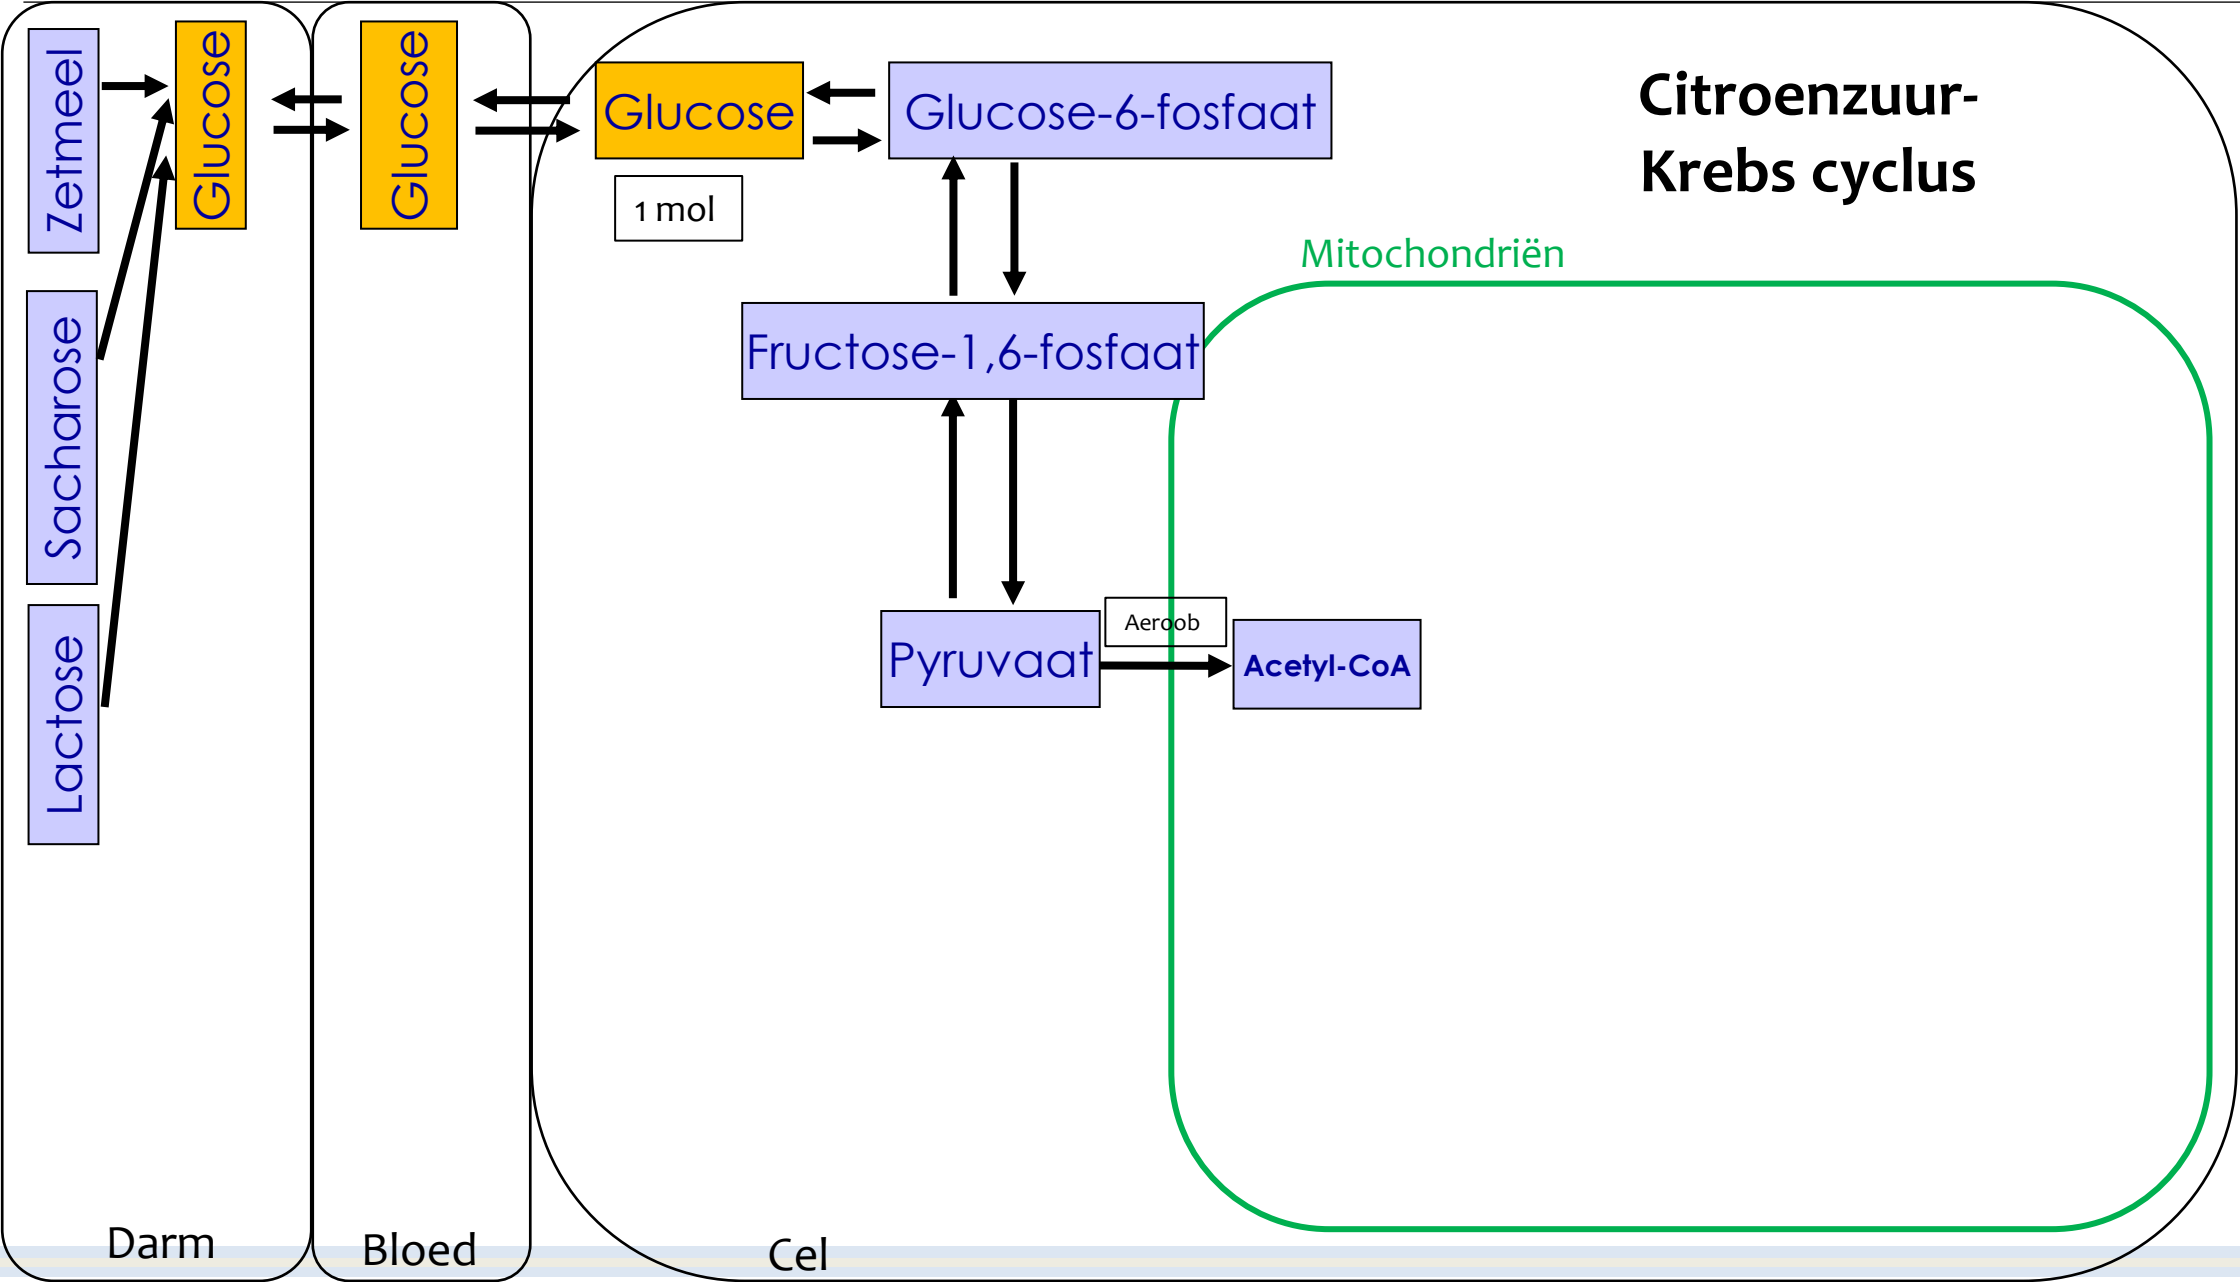 Zetmeel
Glucose
Glucose
Glucose
Glucose-6-fosfaat
Citroenzuur-
Krebs cyclus
1 mol
Mitochondriën
Sacharose
Fructose-1,6-fosfaat
Lactose
Pyruvaat
Aeroob
Acetyl-CoA
Darm
Bloed
Cel